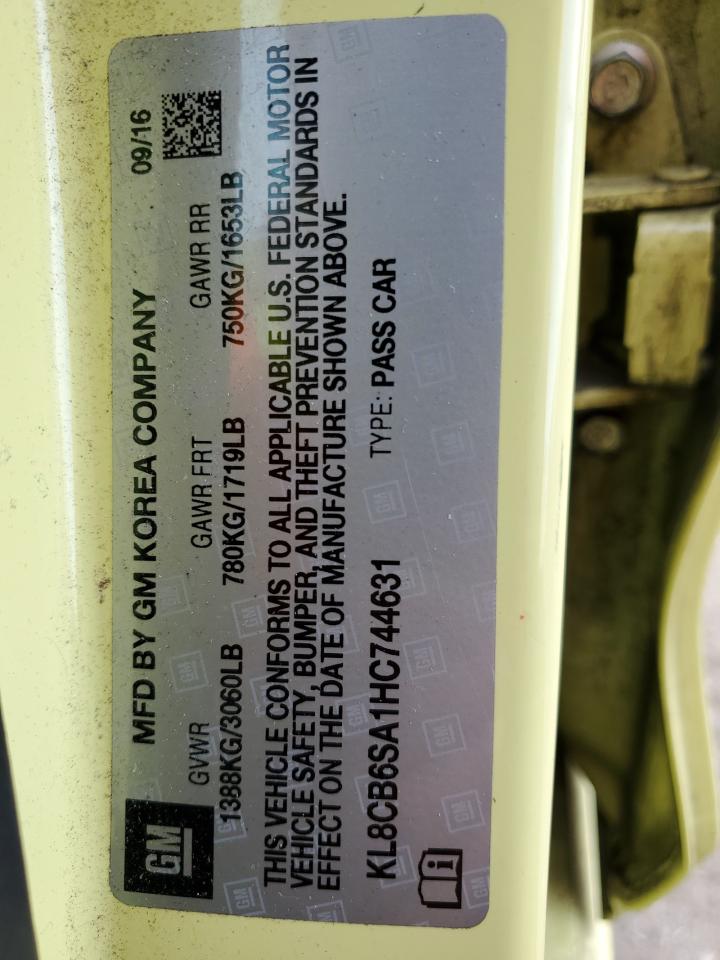 GM
MFD BY GM KOREA COMPANY 09/16
GVWR GAWR FRT GAWR RR
1388KG/3060LB 780KG/1719LB 750KG/1653LB
THIS VEHICLE CONFORMS TO ALL APPLICABLE U.S. FEDERAL MOTOR
VEHICLE SAFETY, BUMPER, AND THEFT PREVENTION STANDARDS IN
EFFECT ON THE DATE OF MANUFACTURE SHOWN ABOVE.
KL8CB6SA1HC744631 TYPE: PASS CAR